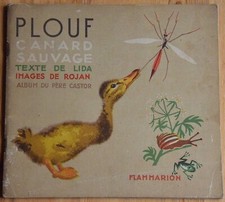 PLOUF
CANARD
SAUVAGE
TEXTE DE LIDA
IMAGES DE ROJAN
ALBUM DU PÈRE CASTOR
FLAMMARION